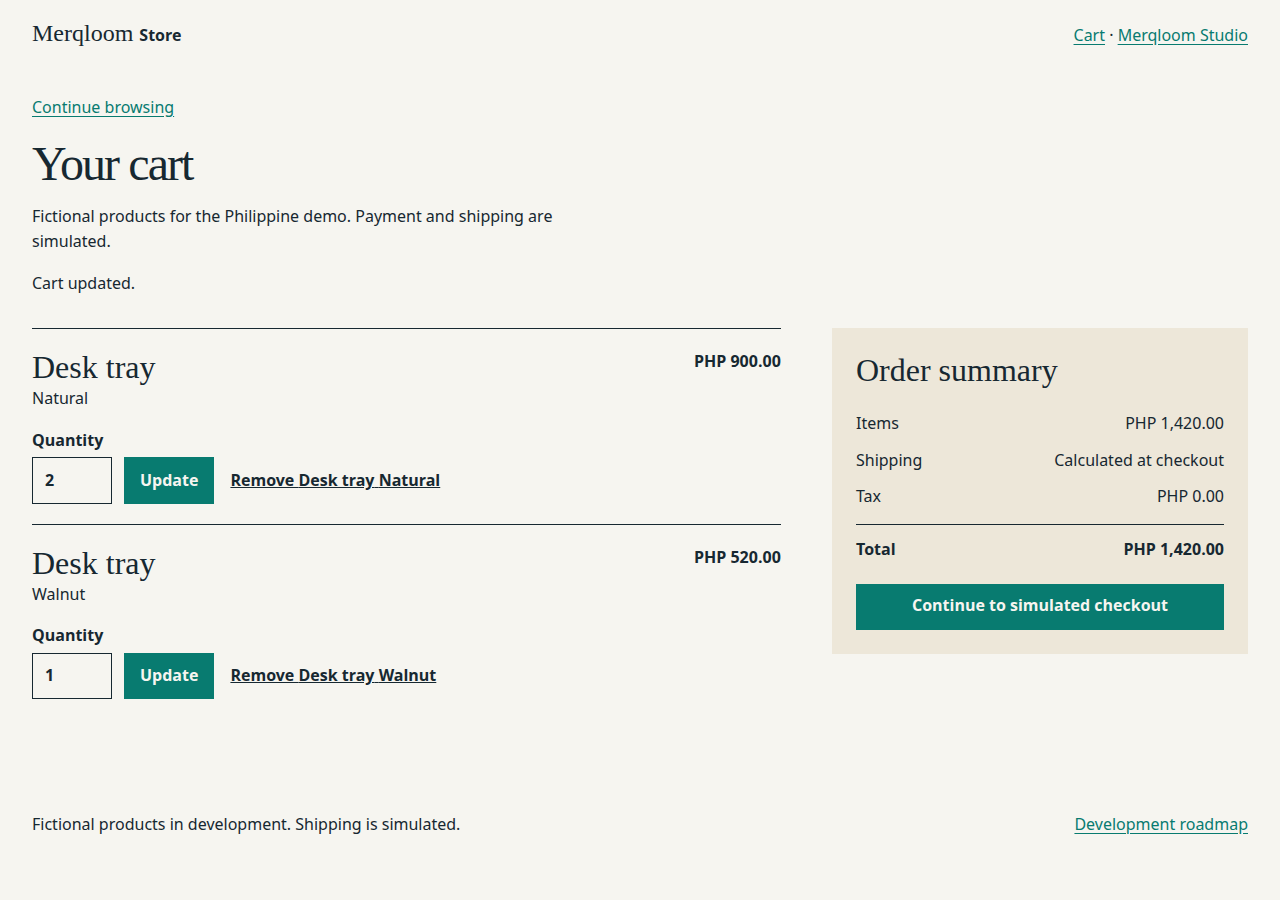 Merqloom Store
Cart · Merqloom Studio
Continue browsing
Your cart
Fictional products for the Philippine demo. Payment and shipping are
simulated.
Cart updated.
Desk tray
PHP 900.00
Natural
Quantity
2
Update
Remove Desk tray Natural
Desk tray
PHP 520.00
Walnut
Quantity
1
Update
Remove Desk tray Walnut
Order summary
Items PHP 1,420.00
Shipping Calculated at checkout
Tax PHP 0.00
Total PHP 1,420.00
Continue to simulated checkout
Fictional products in development. Shipping is simulated.
Development roadmap